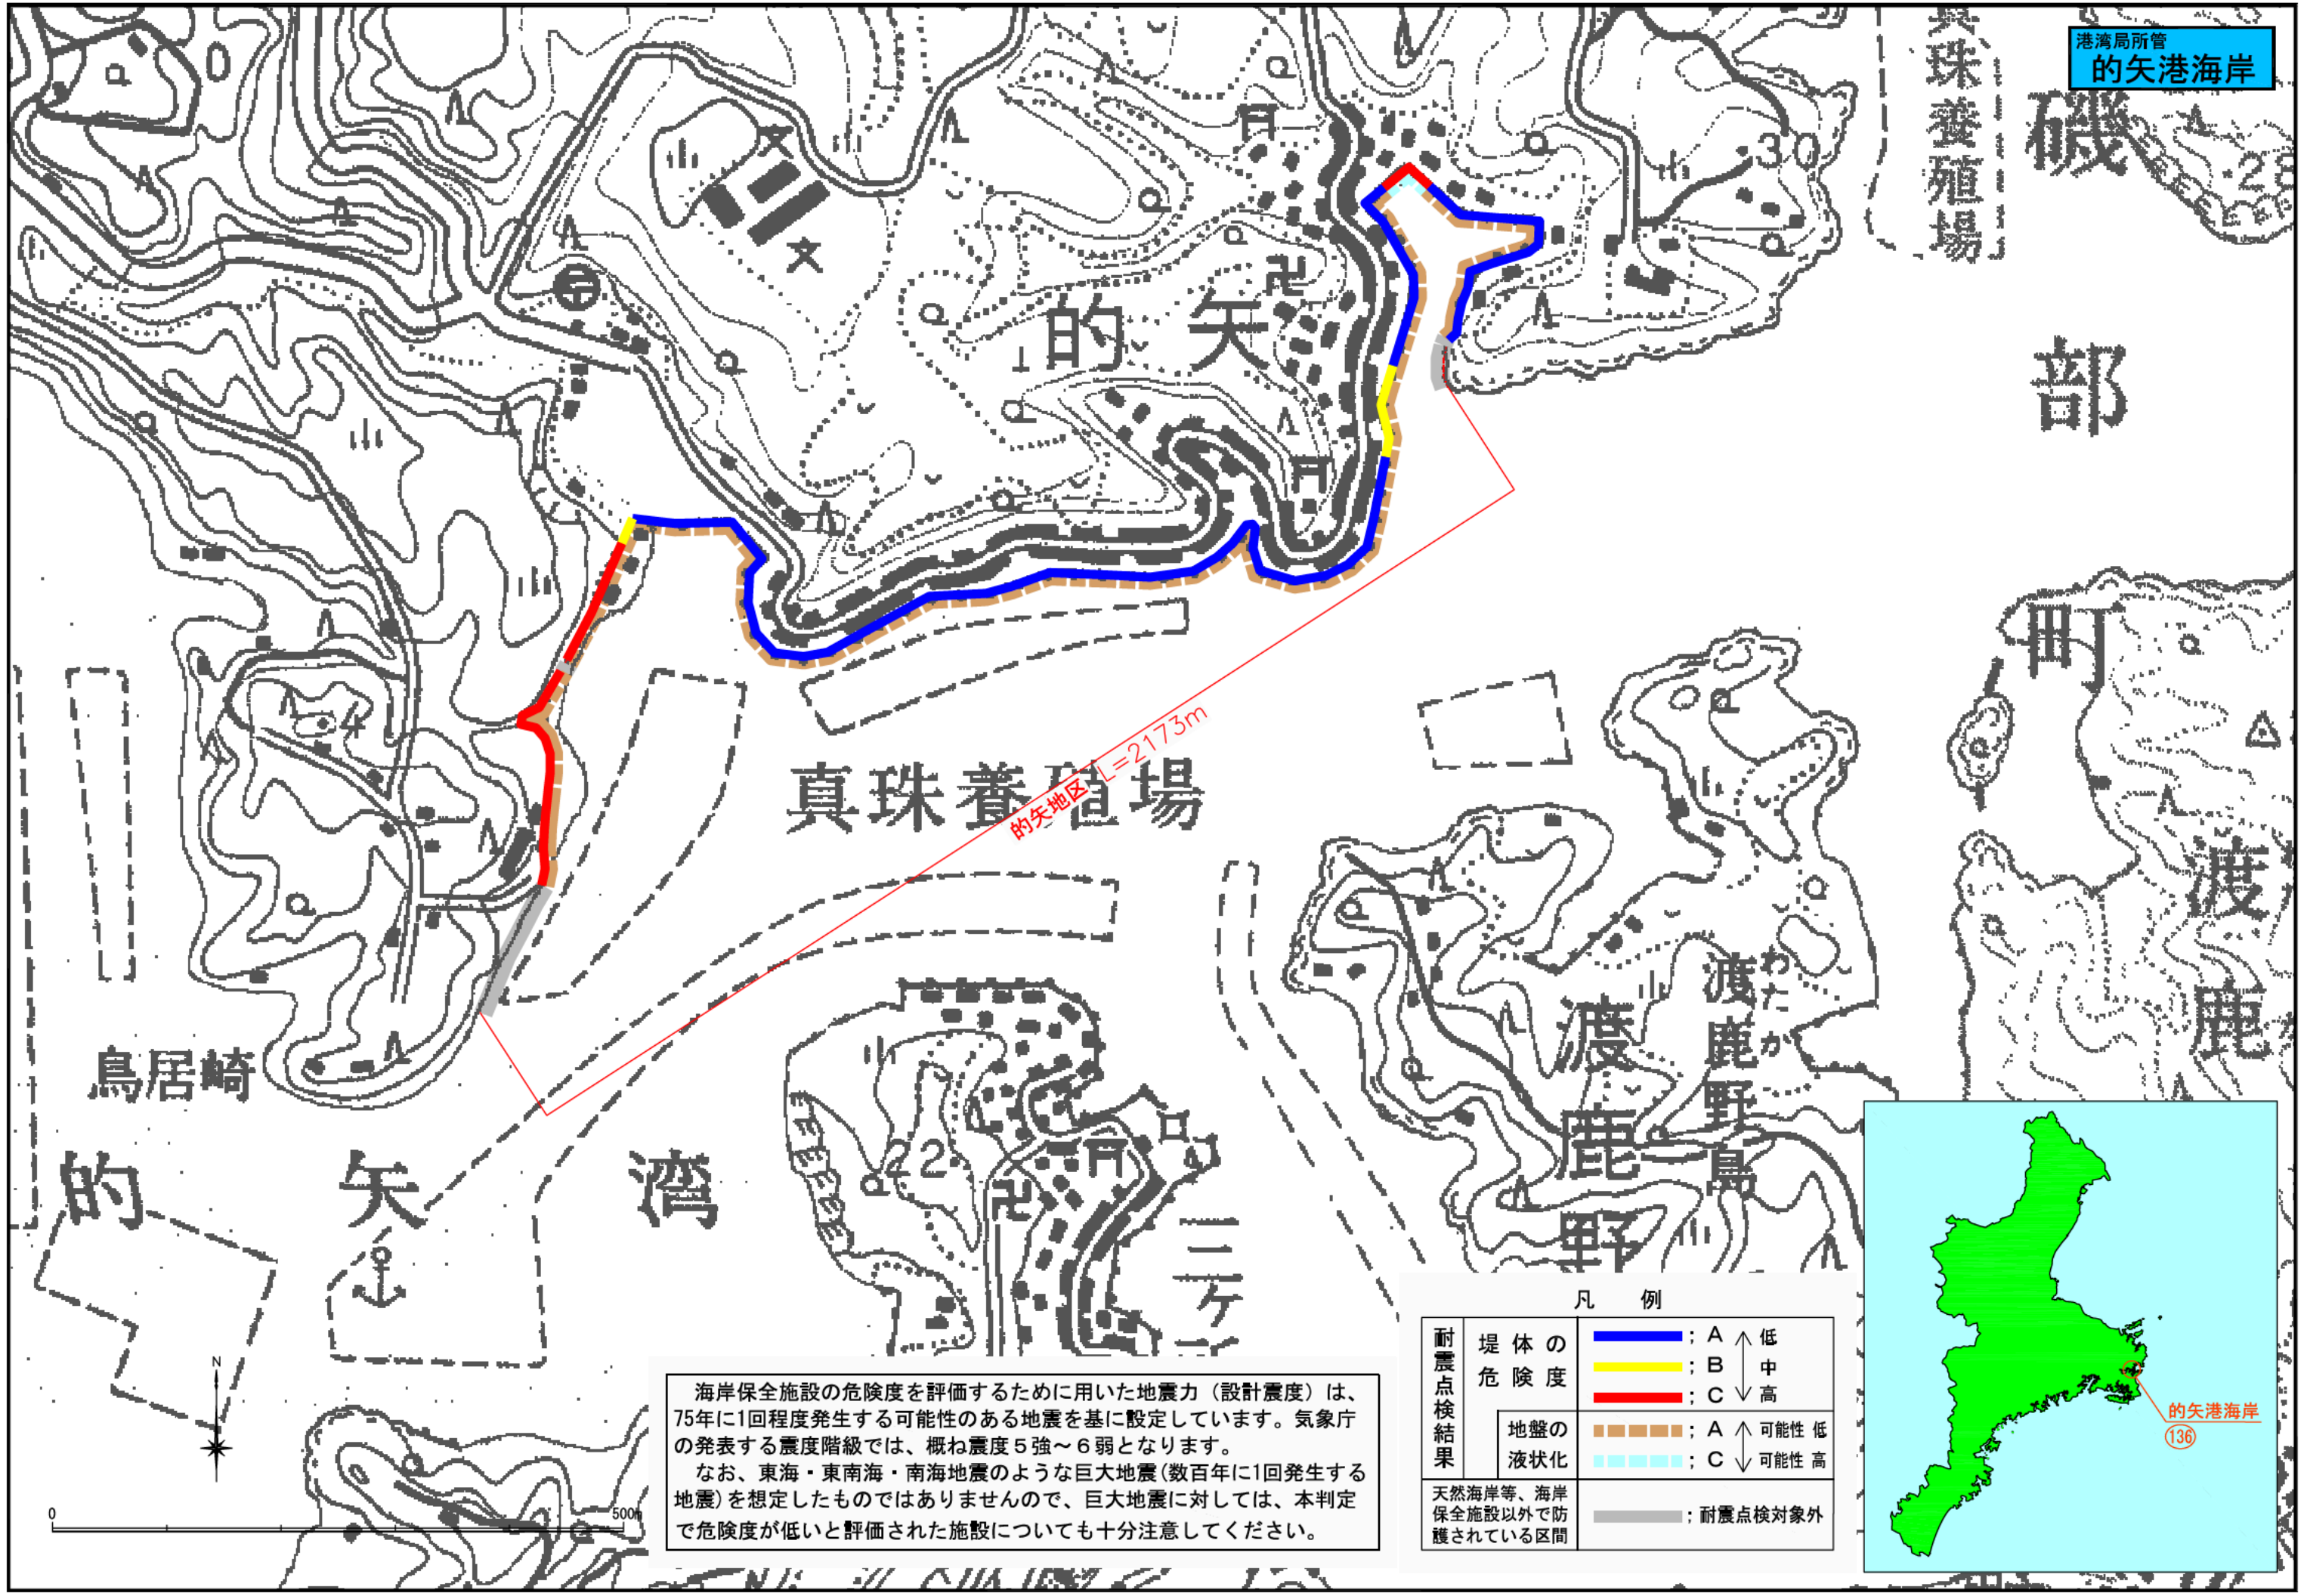 港湾局所管
的矢港海岸
真珠養殖場
磯部町
30
的矢
真珠養殖場
的矢地区 L=2173m
渡鹿
渡鹿野
渡鹿野島
わたか
鳥居崎
的矢湾
22
三ケ
N
0
500m
海岸保全施設の危険度を評価するために用いた地震力（設計震度）は、
75年に1回程度発生する可能性のある地震を基に設定しています。気象庁
の発表する震度階級では、概ね震度５強～６弱となります。
なお、東海・東南海・南海地震のような巨大地震(数百年に1回発生する
地震)を想定したものではありませんので、巨大地震に対しては、本判定
で危険度が低いと評価された施設についても十分注意してください。
凡 例
耐震点検結果
堤体の
危険度
; A 低
; B 中
; C 高
地盤の
液状化
; A 可能性 低
; C 可能性 高
天然海岸等、海岸
保全施設以外で防
護されている区間
; 耐震点検対象外
的矢港海岸
136